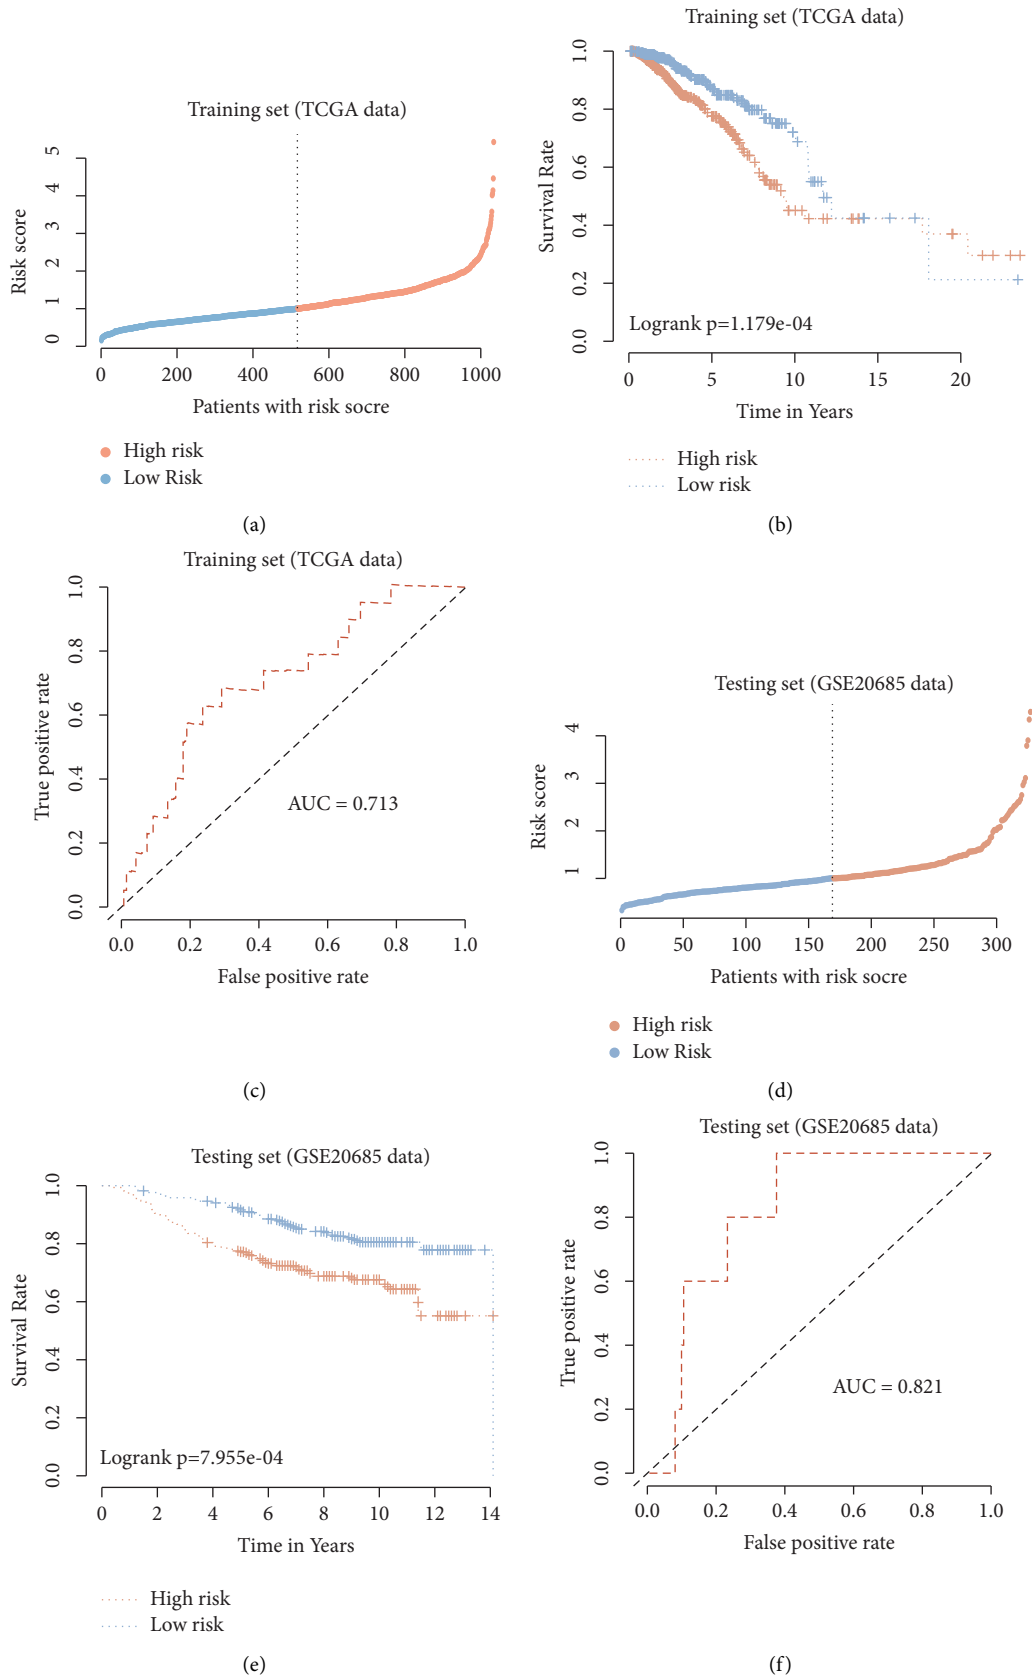 Training set (TCGA data)
Risk score
0 1 2 3 4 5
0 200 400 600 800 1000
Patients with risk socre
High risk
Low Risk
(a)
Training set (TCGA data)
Survival Rate
0.0 0.2 0.4 0.6 0.8 1.0
Logrank p=1.179e-04
0 5 10 15 20
Time in Years
High risk
Low risk
(b)
Training set (TCGA data)
True positive rate
0.0 0.2 0.4 0.6 0.8 1.0
AUC = 0.713
0.0 0.2 0.4 0.6 0.8 1.0
False positive rate
(c)
Testing set (GSE20685 data)
Risk score
1 2 3 4
0 50 100 150 200 250 300
Patients with risk socre
High risk
Low Risk
(d)
Testing set (GSE20685 data)
Survival Rate
0.0 0.2 0.4 0.6 0.8 1.0
Logrank p=7.955e-04
0 2 4 6 8 10 12 14
Time in Years
High risk
Low risk
(e)
Testing set (GSE20685 data)
True positive rate
0.0 0.2 0.4 0.6 0.8 1.0
AUC = 0.821
0.0 0.2 0.4 0.6 0.8 1.0
False positive rate
(f)